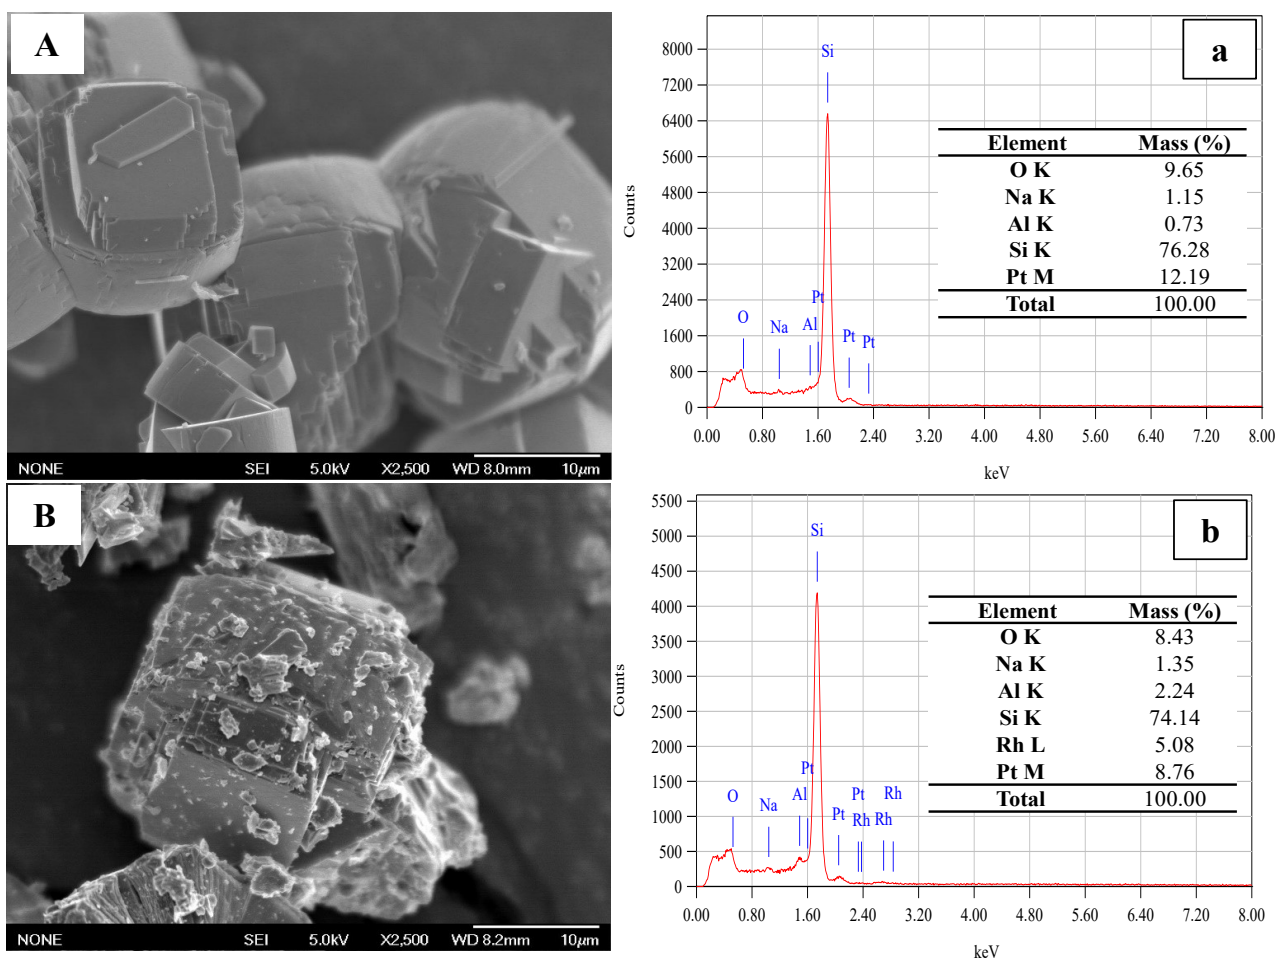 A
NONE SEI 5.0kV X2,500 WD 8.0mm 10μm
a
8000
7200
6400
5600
4800
4000
3200
2400
1600
800
0
Counts
Si
O
Na
Al
Pt
Pt
Pt
0.00 0.80 1.60 2.40 3.20 4.00 4.80 5.60 6.40 7.20 8.00
keV
Element Mass (%)
O K 9.65
Na K 1.15
Al K 0.73
Si K 76.28
Pt M 12.19
Total 100.00
B
NONE SEI 5.0kV X2,500 WD 8.2mm 10μm
b
5500
5000
4500
4000
3500
3000
2500
2000
1500
1000
500
0
Counts
Si
O
Na
Al
Pt
Pt
Pt
Rh
Rh
Rh
0.00 0.80 1.60 2.40 3.20 4.00 4.80 5.60 6.40 7.20 8.00
keV
Element Mass (%)
O K 8.43
Na K 1.35
Al K 2.24
Si K 74.14
Rh L 5.08
Pt M 8.76
Total 100.00